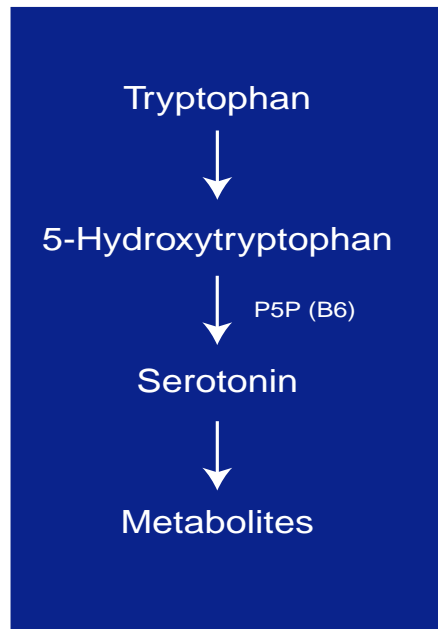 Tryptophan
5-Hydroxytryptophan
P5P (B6)
Serotonin
Metabolites